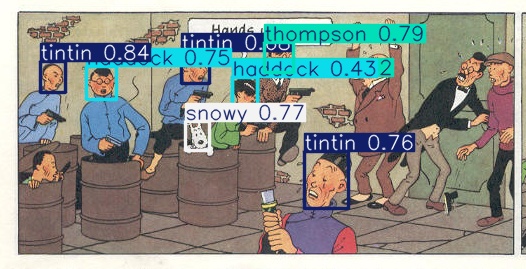 Hands
thompson 0.79
tintin 0.84
haddock 0.75
tintin 0.68
haddock 0.432
snowy 0.77
tintin 0.76